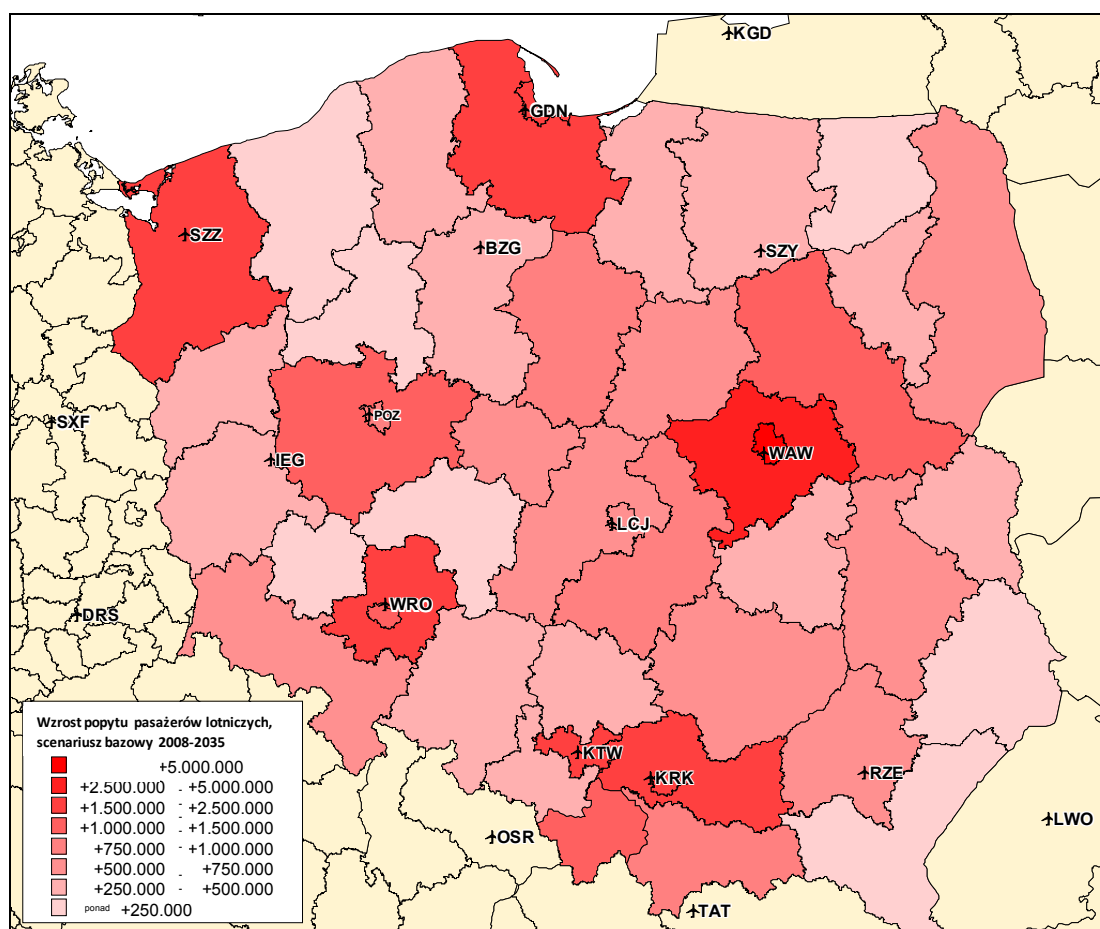 KGD
GDN
SZZ
BZG
SZY
SXF
POZ
IEG
WAW
LCJ
DRS
WRO
KTW
KRK
RZE
OSR
LWO
TAT
Wzrost popytu pasażerów lotniczych,
scenariusz bazowy 2008-2035
+5.000.000
+2.500.000 - +5.000.000
+1.500.000 - +2.500.000
+1.000.000 - +1.500.000
+750.000 - +1.000.000
+500.000 - +750.000
+250.000 - +500.000
ponad +250.000